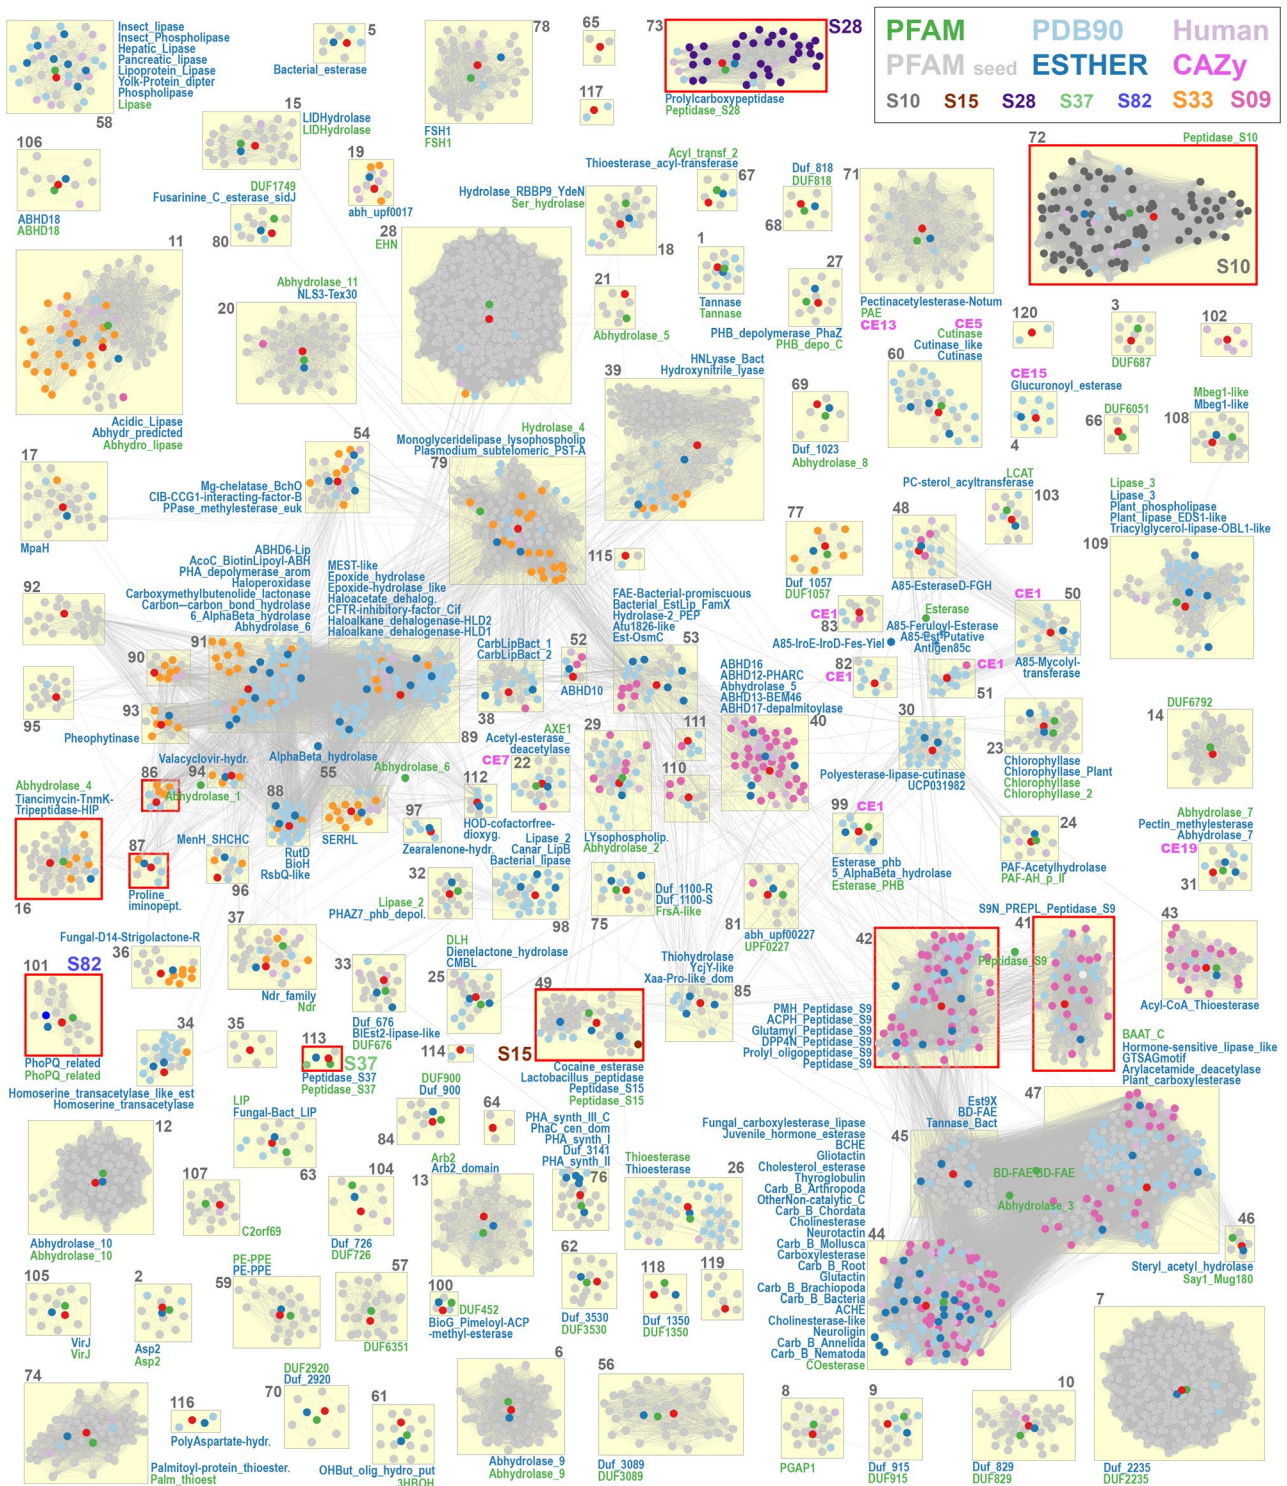 Insect_lipase
Insect_Phospholipase
Hepatic_Lipase
Pancreatic_lipase
Lipoprotein_Lipase
Yolk-Protein_dipter
Phospholipase
Lipase
58
5
Bacterial_esterase
78
FSH1
FSH1
65
117
73
S28
Prolylcarboxypeptidase
Peptidase_S28
PFAM PDB90 Human
PFAM seed ESTHER CAZy
S10 S15 S28 S37 S82 S33 S09
106
ABHD18
ABHD18
15
LIDHydrolase
LIDHydrolase
19
abh_upf0017
DUF1749
Fusarinine_C_esterase_sidJ
80
Acyl_transf_2
Thioesterase_acyl-transferase
67
Hydrolase_RBBP9_YdeN
Ser_hydrolase
18
Duf_818
DUF818
68
71
Pectinacetylesterase-Notum
PAE
CE13
72
Peptidase_S10
S10
11
Acidic_Lipase
Abhydr_predicted
Abhydro_lipase
28
EHN
Abhydrolase_11
NLS3-Tex30
20
21
Abhydrolase_5
1
Tannase
Tannase
27
PHB_depolymerase_PhaZ
PHB_depo_C
CE5
Cutinase
Cutinase_like
Cutinase
60
120
3
DUF687
102
CE15
Glucuronoyl_esterase
4
DUF6051
66
Mbeg1-like
Mbeg1-like
108
HNLyase_Bact
Hydroxynitrile_lyase
39
69
Duf_1023
Abhydrolase_8
Hydrolase_4
Monoglyceridelipase_lysophospholip
Plasmodium_subtelomeric_PST-A
79
54
Mg-chelatase_BchO
CIB-CCG1-interacting-factor-B
PPase_methylesterase_euk
17
MpaH
LCAT
PC-sterol_acyltransferase
103
Lipase_3
Lipase_3
Plant_phospholipase
Plant_lipase_EDS1-like
Triacylglycerol-lipase-OBL1-like
109
77
Duf_1057
DUF1057
48
A85-EsteraseD-FGH
115
92
ABHD6-Lip
AcoC_BiotinLipoyl-ABH
PHA_depolymerase_arom
Haloperoxidase
Carboxymethylbutenolide_lactonase
Carbon--carbon_bond_hydrolase
6_AlphaBeta_hydrolase
Abhydrolase_6
91
MEST-like
Epoxide_hydrolase
Epoxide-hydrolase_like
Haloacetate_dehalog.
CFTR-inhibitory-factor_Cif
Haloalkane_dehalogenase-HLD2
Haloalkane_dehalogenase-HLD1
89
FAE-Bacterial-promiscuous
Bacterial_EstLip_FamX
Hydrolase-2_PEP
Atu1826-like
Est-OsmC
53
CE1
83
Esterase
A85-Feruloyl-Esterase
A85-Est-Putative
Antigen85c
A85-IroE-IroD-Fes-YieI
CE1
50
A85-Mycolyl-
transferase
82
CE1
CE1
51
90
95
93
Pheophytinase
CarbLipBact_1
CarbLipBact_2
38
52
ABHD10
ABHD16
ABHD12-PHARC
Abhydrolase_5
ABHD13-BEM46
ABHD17-depalmitoylase
40
30
Polyesterase-lipase-cutinase
UCP031982
23
Chlorophyllase
Chlorophyllase_Plant
Chlorophyllase
Chlorophyllase_2
DUF6792
14
AlphaBeta_hydrolase
Valacyclovir-hydr.
86
94
Abhydrolase_1
88
RutD
BioH
RsbQ-like
55
SERHL
Abhydrolase_6
AXE1
Acetyl-esterase_
deacetylase
CE7
22
29
LYsophospholip.
Abhydrolase_2
111
110
112
HOD-cofactorfree-
dioxyg.
97
Zearalenone-hydr.
99
CE1
Esterase_phb
5_AlphaBeta_hydrolase
Esterase_PHB
24
PAF-Acetylhydrolase
PAF-AH_p_II
Abhydrolase_7
Pectin_methylesterase
Abhydrolase_7
CE19
31
Abhydrolase_4
Tiancimycin-TnmK-
Tripeptidase-HIP
16
87
Proline_
iminopept.
MenH_SHCHC
96
32
Lipase_2
PHAZ7_phb_depol.
Lipase_2
Canar_LipB
Bacterial_lipase
98
Duf_1100-R
Duf_1100-S
FrsA-like
75
81
abh_upf00227
UPF0227
Fungal-D14-Strigolactone-R
36
37
Ndr_family
Ndr
101
S82
PhoPQ_related
PhoPQ_related
33
Duf_676
BlEst2-lipase-like
DUF676
DLH
Dienelactone_hydrolase
CMBL
25
49
S15
Cocaine_esterase
Lactobacillus_peptidase
Peptidase_S15
Peptidase_S15
Thiohydrolase
YcjY-like
Xaa-Pro-like_dom
85
42
PMH_Peptidase_S9
ACPH_Peptidase_S9
Glutamyl_Peptidase_S9
DPP4N_Peptidase_S9
Prolyl_oligopeptidase_S9
Peptidase_S9
S9N_PREPL_Peptidase_S9
41
Peptidase_S9
43
Acyl-CoA_Thioesterase
34
Homoserine_transacetylase_like_est
Homoserine_transacetylase
35
113
S37
Peptidase_S37
Peptidase_S37
114
DUF900
Duf_900
84
64
BAAT_C
Hormone-sensitive_lipase_like
GTSAGmotif
Arylacetamide_deacetylase
Plant_carboxylesterase
47
Est9X
BD-FAE
Tannase_Bact
45
BD-FAE BD-FAE
Abhydrolase_3
12
Abhydrolase_10
Abhydrolase_10
LIP
Fungal-Bact_LIP
63
107
C2orf69
104
Duf_726
DUF726
Arb2
Arb2_domain
13
PHA_synth_III_C
PhaC_cen_dom
PHA_synth_I
Duf_3141
PHA_synth_II
76
Thioesterase
Thioesterase
26
Fungal_carboxylesterase_lipase
Juvenile_hormone_esterase
BCHE
Gliotactin
Cholesterol_esterase
Thyroglobulin
Carb_B_Arthropoda
OtherNon-catalytic_C
Carb_B_Chordata
Cholinesterase
Neurotactin
Carb_B_Mollusca
Carboxylesterase
Carb_B_Root
Glutactin
Carb_B_Brachiopoda
Carb_B_Bacteria
ACHE
Cholinesterase-like
Neuroligin
Carb_B_Annelida
Carb_B_Nematoda
COesterase
44
46
Steryl_acetyl_hydrolase
Say1_Mug180
105
VirJ
VirJ
2
Asp2
Asp2
PE-PPE
PE-PPE
59
57
DUF6351
100
DUF452
BioG_Pimeloyl-ACP
-methyl-esterase
62
Duf_3530
DUF3530
118
Duf_1350
DUF1350
119
7
Duf_2235
DUF2235
74
Palmitoyl-protein_thioester.
Palm_thioest
116
PolyAspartate-hydr.
DUF2920
Duf_2920
70
61
OHBut_olig_hydro_put
3HBOH
6
Abhydrolase_9
Abhydrolase_9
56
Duf_3089
DUF3089
8
PGAP1
9
Duf_915
DUF915
10
Duf_829
DUF829